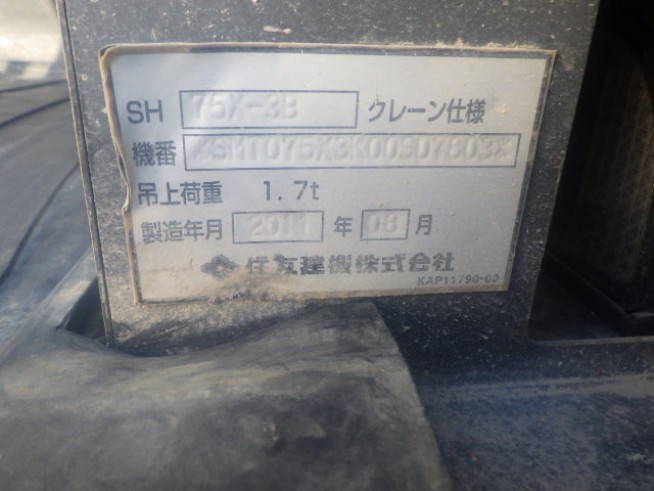 SH 75X-3B クレーン仕様
機番 *SMT075X3K00SD7603*
吊上荷重 1.7t
製造年月 2011 年 08 月
住友建機株式会社
KAP11790-00